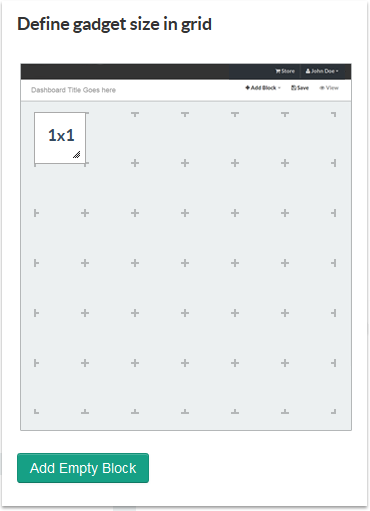 Define gadget size in grid
Store John Doe
Dashboard Title Goes here
Add Block Save View
1x1
Add Empty Block